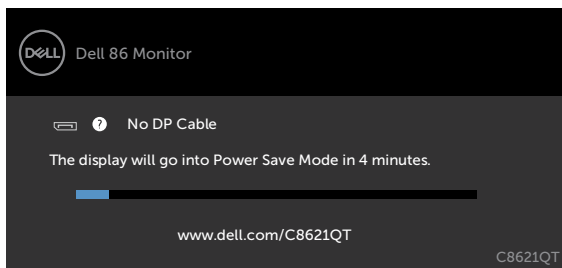 DELL
Dell 86 Monitor
? No DP Cable
The display will go into Power Save Mode in 4 minutes.
www.dell.com/C8621QT
C8621QT